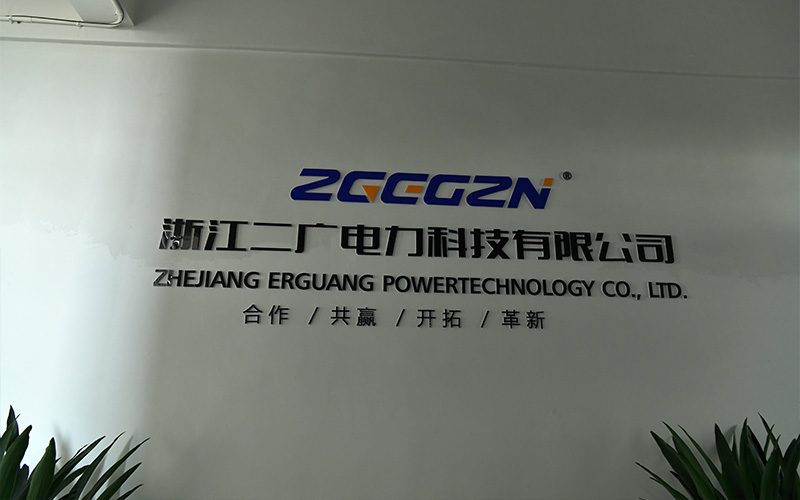 ZGEGZN®
浙江二广电力科技有限公司
ZHEJIANG ERGUANG POWERTECHNOLOGY CO., LTD.
合作 / 共赢 / 开拓 / 革新